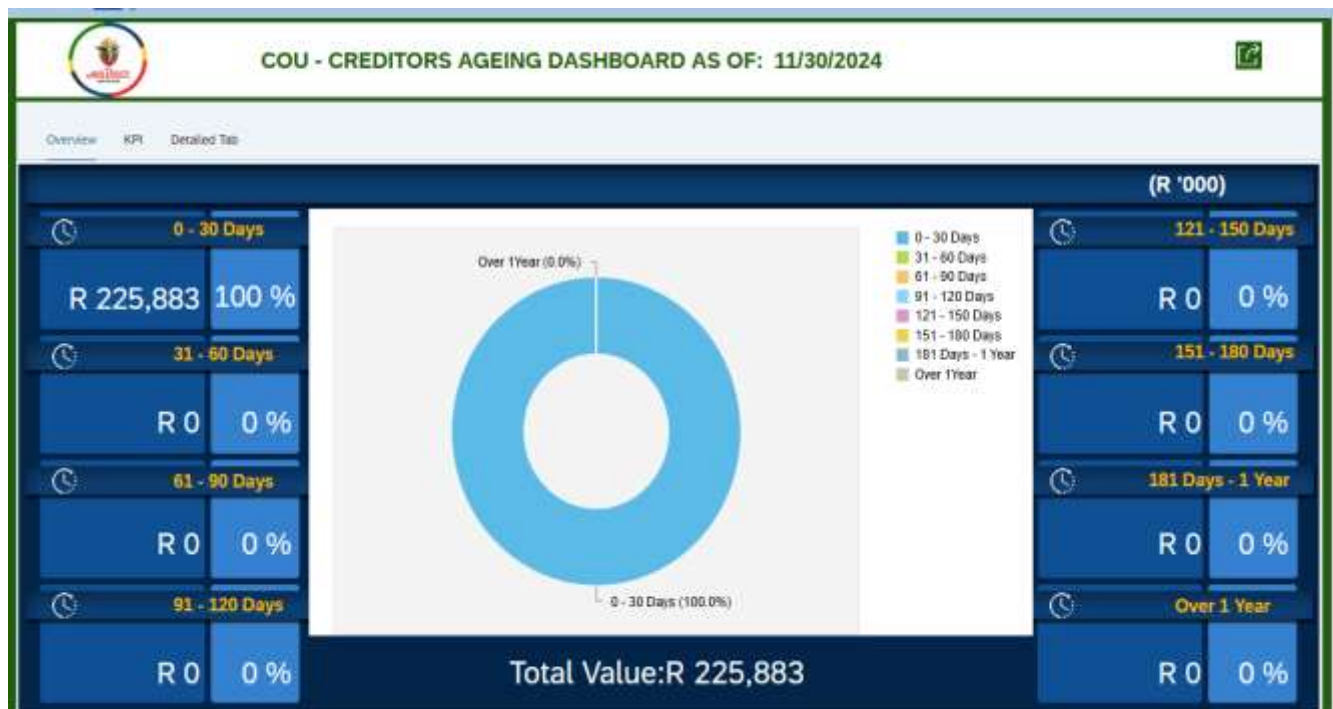 COU - CREDITORS AGEING DASHBOARD AS OF: 11/30/2024
Overview KPI Detailed Tab
(R '000)
0 - 30 Days
R 225,883 100 %
31 - 60 Days
R 0 0 %
61 - 90 Days
R 0 0 %
91 - 120 Days
R 0 0 %
Over 1Year (0.0%)
0 - 30 Days (100.0%)
0 - 30 Days
31 - 60 Days
61 - 90 Days
91 - 120 Days
121 - 150 Days
151 - 180 Days
181 Days - 1 Year
Over 1Year
Total Value:R 225,883
121 - 150 Days
R 0 0 %
151 - 180 Days
R 0 0 %
181 Days - 1 Year
R 0 0 %
Over 1 Year
R 0 0 %